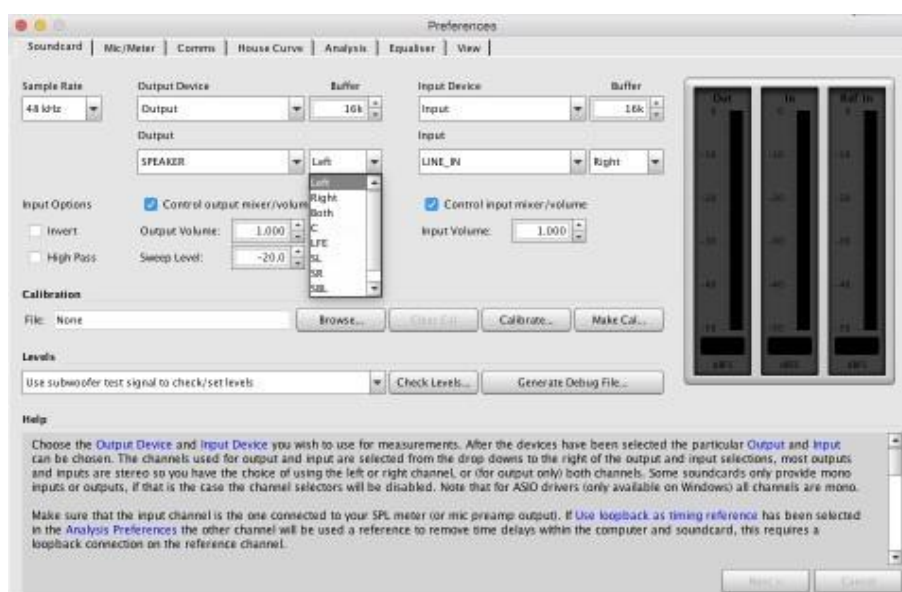 Preferences
Soundcard Mic/Meter Comms House Curve Analysis Equaliser View
Sample Rate Output Device Buffer Input Device Buffer
48 kHz Output 16k Input 16k
Output Input
SPEAKER Left LINE_IN Right
Left
Right
Both
C
LFE
SL
SR
SBL
Input Options Control output mixer/volum Control input mixer/volume
Invert Output Volume: 1.000 Input Volume: 1.000
High Pass Sweep Level: -20.0
Out In Ref In
Calibration
File: None Browse... Clear Cal Calibrate... Make Cal...
Levels
Use subwoofer test signal to check/set levels Check Levels... Generate Debug File...
dBFS dBFS dBFS
Help
Choose the Output Device and Input Device you wish to use for measurements. After the devices have been selected the particular Output and Input
can be chosen. The channels used for output and input are selected from the drop downs to the right of the output and input selections, most outputs
and inputs are stereo so you have the choice of using the left or right channel, or (for output only) both channels. Some soundcards only provide mono
inputs or outputs, if that is the case the channel selectors will be disabled. Note that for ASIO drivers (only available on Windows) all channels are mono.
Make sure that the input channel is the one connected to your SPL meter (or mic preamp output). If Use loopback as timing reference has been selected
in the Analysis Preferences the other channel will be used a reference to remove time delays within the computer and soundcard, this requires a
loopback connection on the reference channel.
Next > Cancel